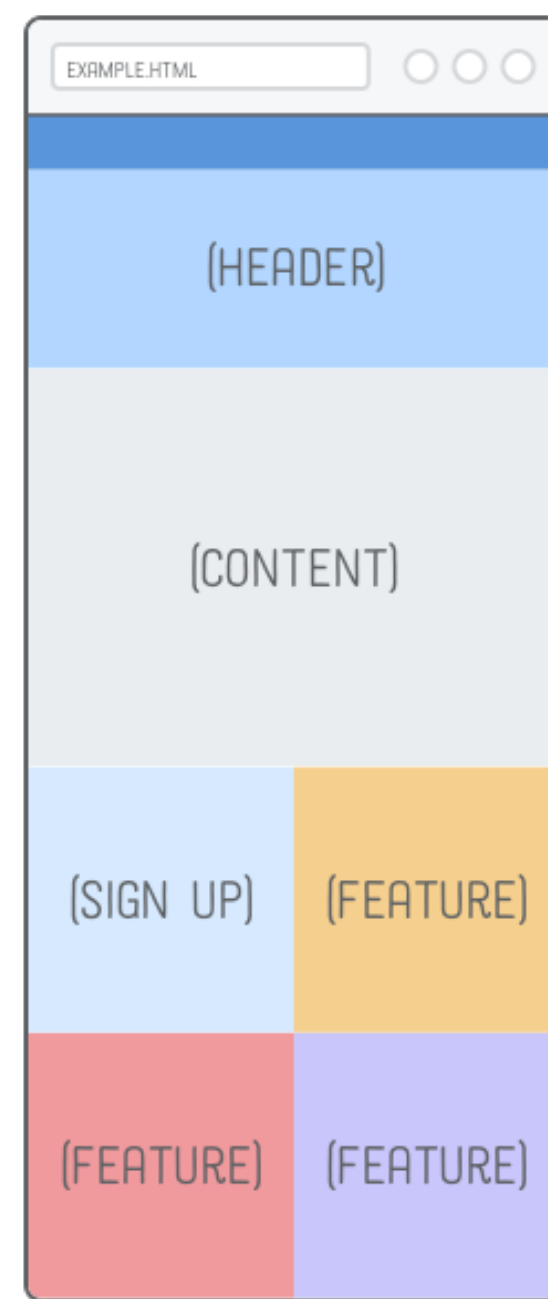 EXAMPLE.HTML
(HEADER)
(CONTENT)
(SIGN UP) (FEATURE)
(FEATURE) (FEATURE)